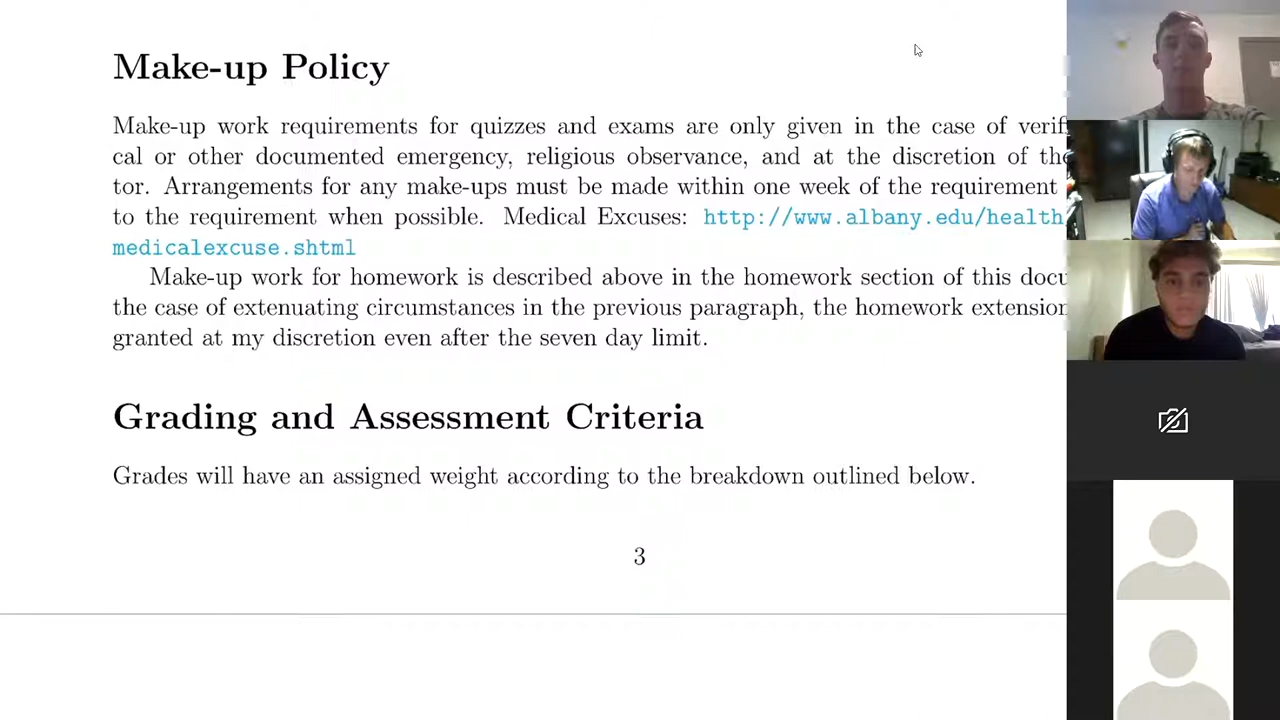 Make-up Policy
Make-up work requirements for quizzes and exams are only given in the case of
cal or other documented emergency, religious observance, and at the discretion of
tor. Arrangements for any make-ups must be made within one week of the requirement
to the requirement when possible. Medical Excuses: http://www.albany.edu/health
medicalexcuse.shtml
Make-up work for homework is described above in the homework section of this
the case of extenuating circumstances in the previous paragraph, the homework extension
granted at my discretion even after the seven day limit.
Grading and Assessment Criteria
Grades will have an assigned weight according to the breakdown outlined below.
3